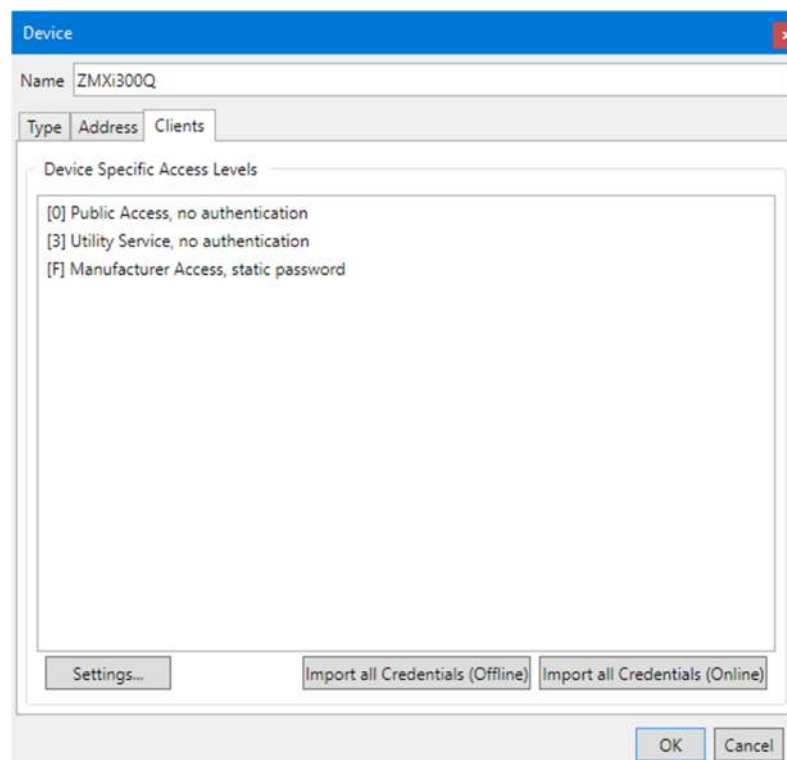 Device
Name ZMXi300Q
Type Address Clients
Device Specific Access Levels
[0] Public Access, no authentication
[3] Utility Service, no authentication
[F] Manufacturer Access, static password
Settings... Import all Credentials (Offline) Import all Credentials (Online)
OK Cancel